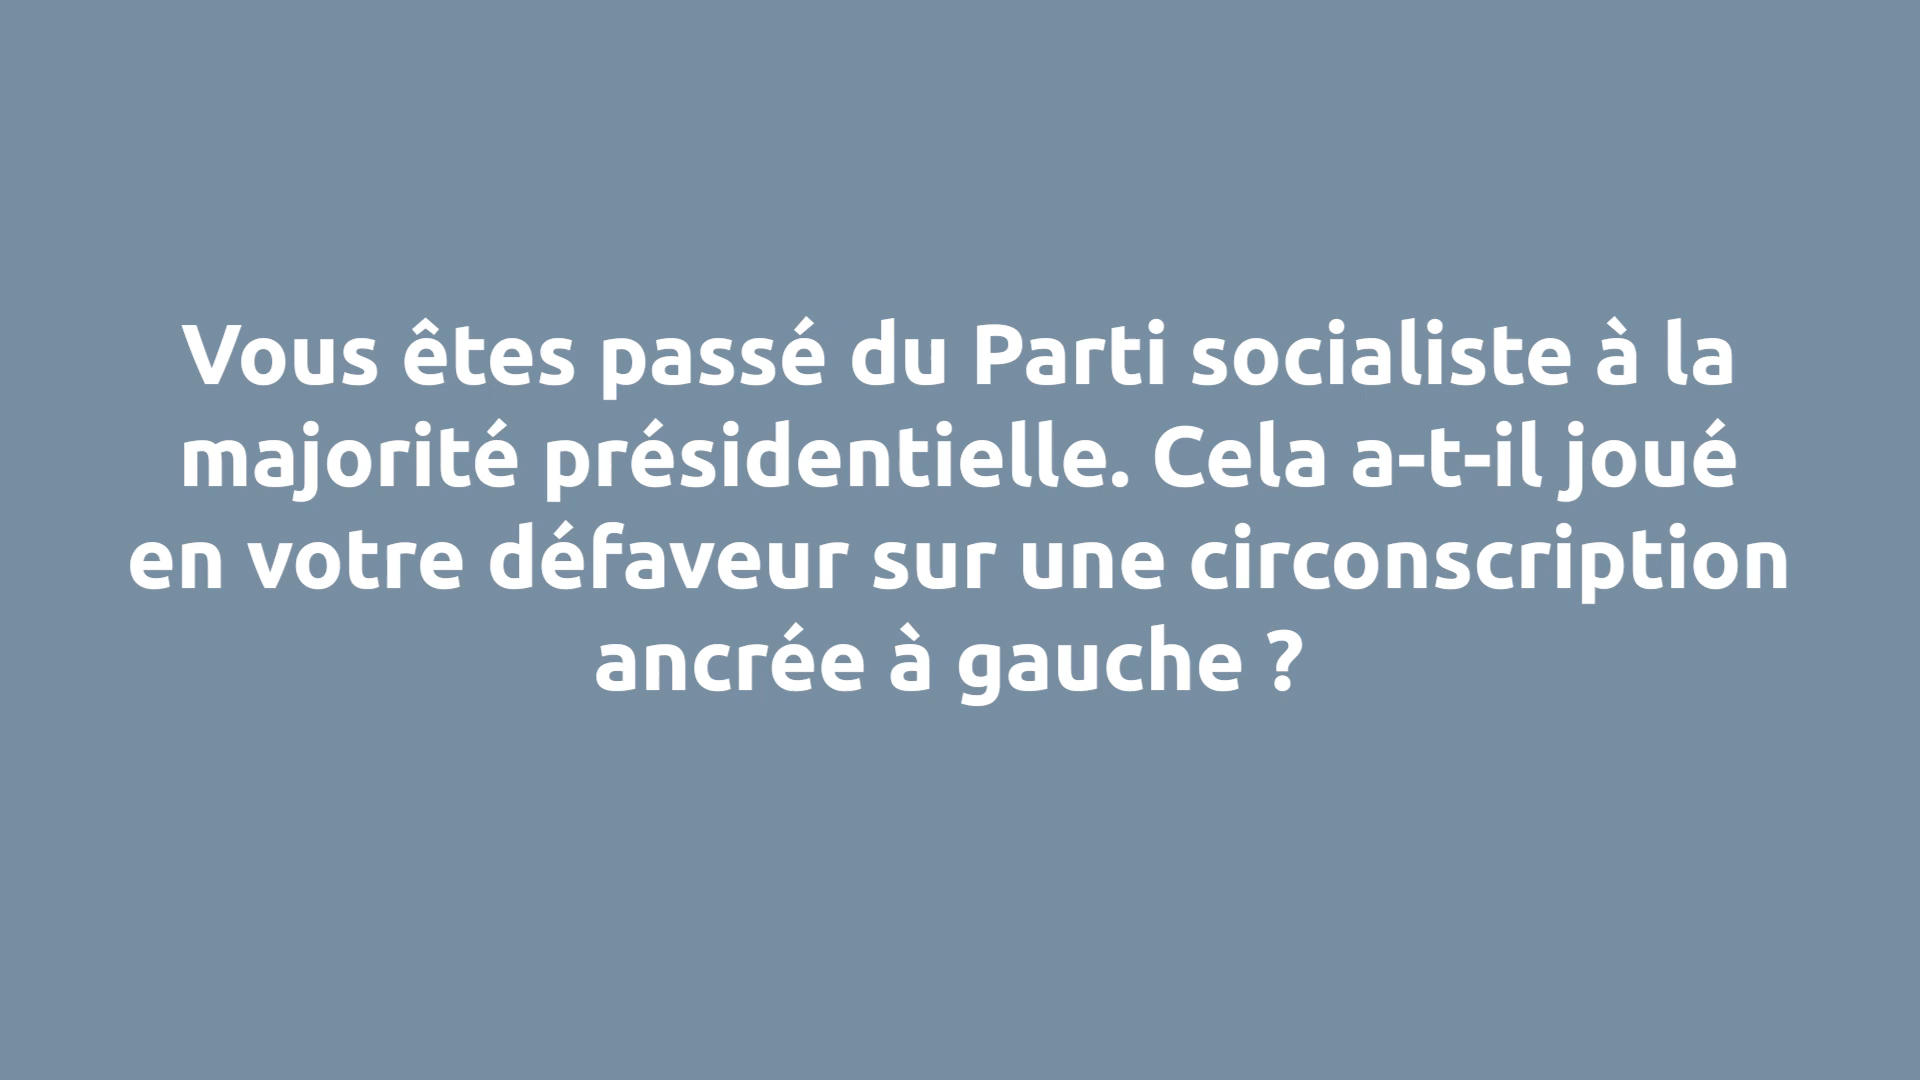 Vous êtes passé du Parti socialiste à la
majorité présidentielle. Cela a-t-il joué
en votre défaveur sur une circonscription
ancrée à gauche ?